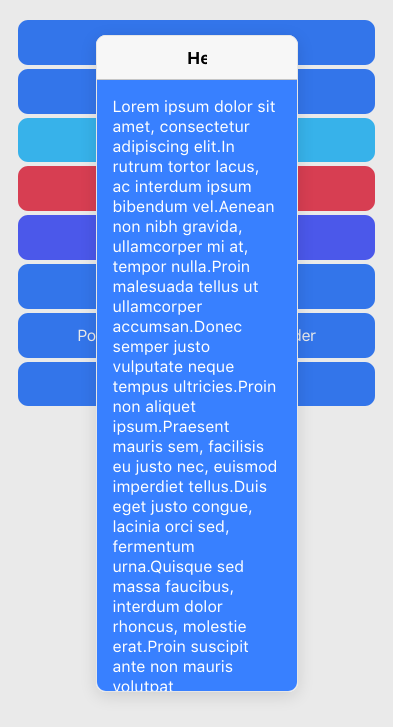 He
Lorem ipsum dolor sit
amet, consectetur
adipiscing elit.In
rutrum tortor lacus,
ac interdum ipsum
bibendum vel.Aenean
non nibh gravida,
ullamcorper mi at,
tempor nulla.Proin
malesuada tellus ut
Po
der
ullamcorper
accumsan.Donec
semper justo
vulputate neque
tempus ultricies.Proin
non aliquet
ipsum.Praesent
mauris sem, facilisis
eu justo nec, euismod
imperdiet tellus.Duis
eget justo congue,
lacinia orci sed,
fermentum
urna.Quisque sed
massa faucibus,
interdum dolor
rhoncus, molestie
erat.Proin suscipit
ante non mauris
volutpat